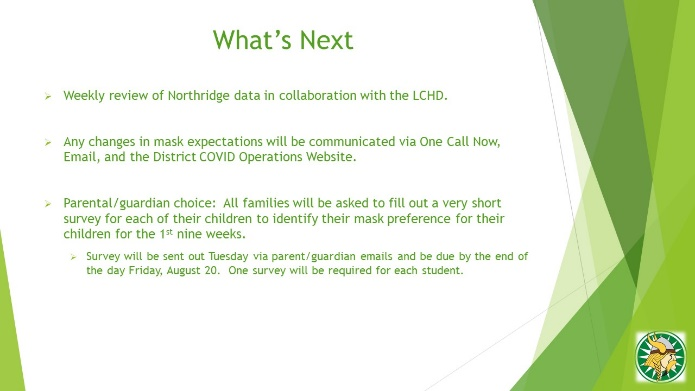 What's Next
Weekly review of Northridge data in collaboration with the LCHD.
Any changes in mask expectations will be communicated via One Call Now,
Email, and the District COVID Operations Website.
Parental/guardian choice:  All families will be asked to fill out a very short
survey for each of their children to identify their mask preference for their
children for the 1st nine weeks.
Survey will be sent out Tuesday via parent/guardian emails and be due by the end of
the day Friday, August 20.  One survey will be required for each student.